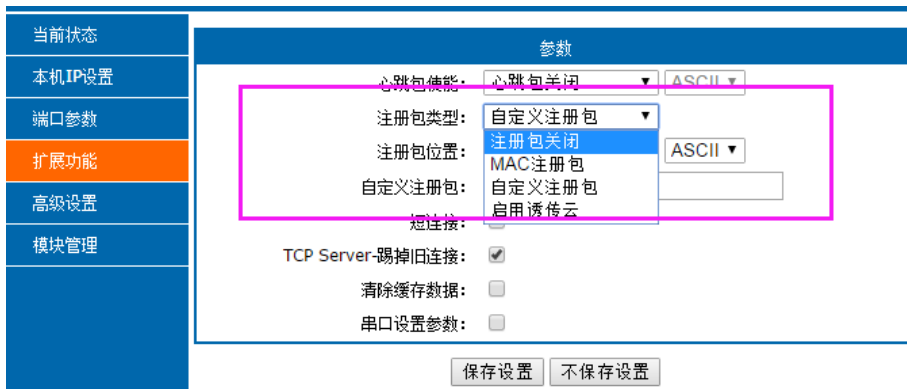 当前状态
本机IP设置
端口参数
扩展功能
高级设置
模块管理
参数
心跳包使能: 心跳包关闭 ASCII
注册包类型: 自定义注册包
注册包关闭
MAC注册包
自定义注册包
启用诱传云
注册包位置: ASCII
自定义注册包:
短连接:
TCP Server-踢掉旧连接:
清除缓存数据:
串口设置参数:
保存设置 不保存设置